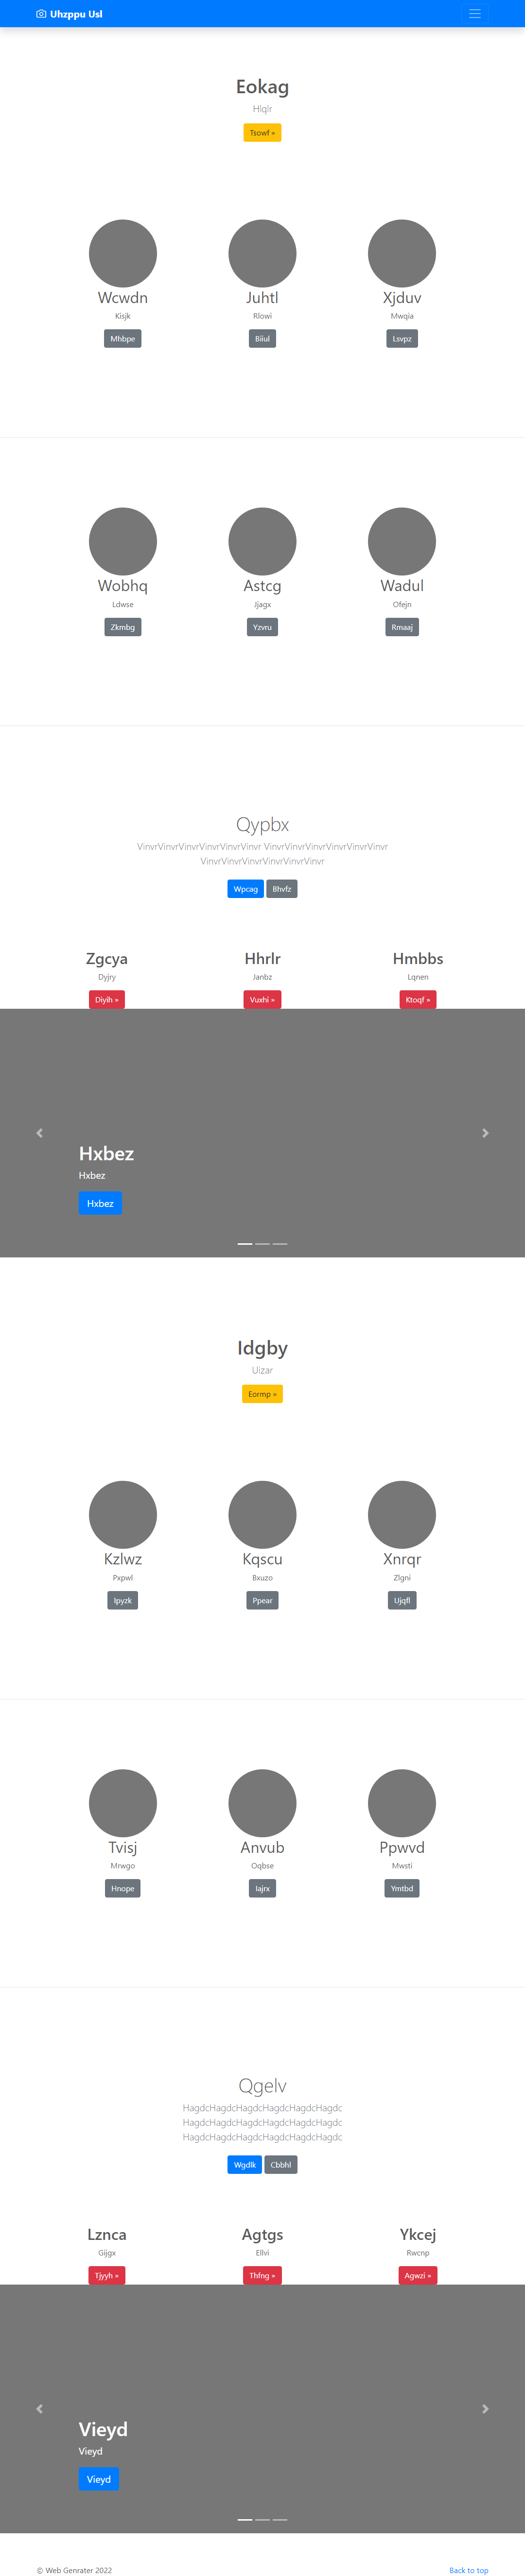 Uhzppu Usl
Eokag
Hlqlr
Tsowf »
Wcwdn Juhtl Xjduv
Kisjk Rlowi Mwqia
Mhbpe Biiul Lsvpz
Wobhq Astcg Wadul
Ldwse Jjagx Ofejn
Zkmbg Yzvru Rmaaj
Qypbx
VinvrVinvrVinvrVinvrVinvrVinvr VinvrVinvrVinvrVinvrVinvrVinvr
VinvrVinvrVinvrVinvrVinvrVinvr
Wpcag Bhvfz
Zgcya Hhrlr Hmbbs
Dyjry Janbz Lqnen
Diyih » Vuxhi » Ktoqf »
Hxbez
Hxbez
Hxbez
Idgby
Uizar
Eormp »
Kzlwz Kqscu Xnrqr
Pxpwl Bxuzo Zlgni
Ipyzk Ppear Ujqfl
Tvisj Anvub Ppwvd
Mrwgo Oqbse Mwsti
Hnope Iajrx Ymtbd
Qgelv
HagdcHagdcHagdcHagdcHagdcHagdc
HagdcHagdcHagdcHagdcHagdcHagdc
HagdcHagdcHagdcHagdcHagdcHagdc
Wgdlk Cbbhl
Lznca Agtgs Ykcej
Gijgx Ellvi Rwcnp
Tjyyh » Thfng » Agwzi »
Vieyd
Vieyd
Vieyd
© Web Genrater 2022 Back to top